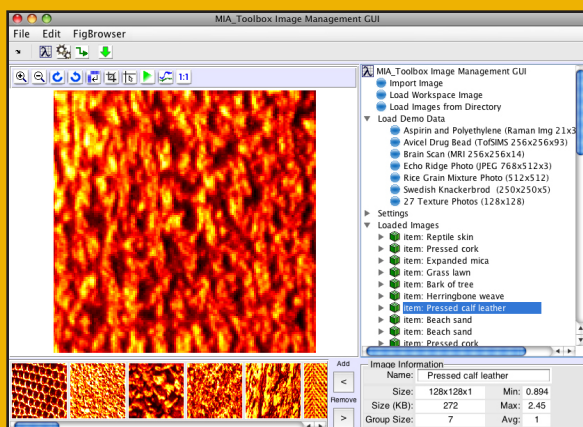 MIA_Toolbox Image Management GUI
File Edit FigBrowser
λ
1:1
λ MIA_Toolbox Image Management GUI
Import Image
Load Workspace Image
Load Images from Directory
Load Demo Data
Aspirin and Polyethylene (Raman Img 21x3
Avicel Drug Bead (TofSIMS 256x256x93)
Brain Scan (MRI 256x256x14)
Echo Ridge Photo (JPEG 768x512x3)
Rice Grain Mixture Photo (512x512)
Swedish Knackerbrod (250x250x5)
27 Texture Photos (128x128)
Settings
Loaded Images
item: Reptile skin
item: Pressed cork
item: Expanded mica
item: Grass lawn
item: Bark of tree
item: Herringbone weave
item: Pressed calf leather
item: Beach sand
item: Beach sand
item: Pressed cork
Add
<
Remove
>
Image Information
Name: Pressed calf leather
Size: 128x128x1 Min: 0.894
Size (KB): 272 Max: 2.45
Group Size: 7 Avg: 1